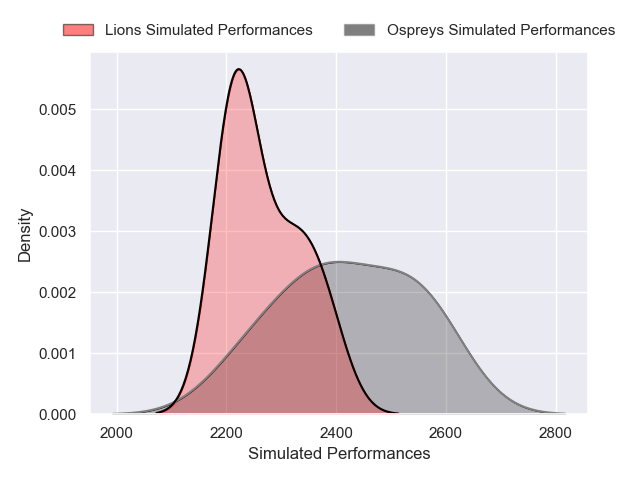 Lions Simulated Performances Ospreys Simulated Performances
0.005
0.004
0.003
0.002
0.001
0.000
Density
2000 2200 2400 2600 2800
Simulated Performances